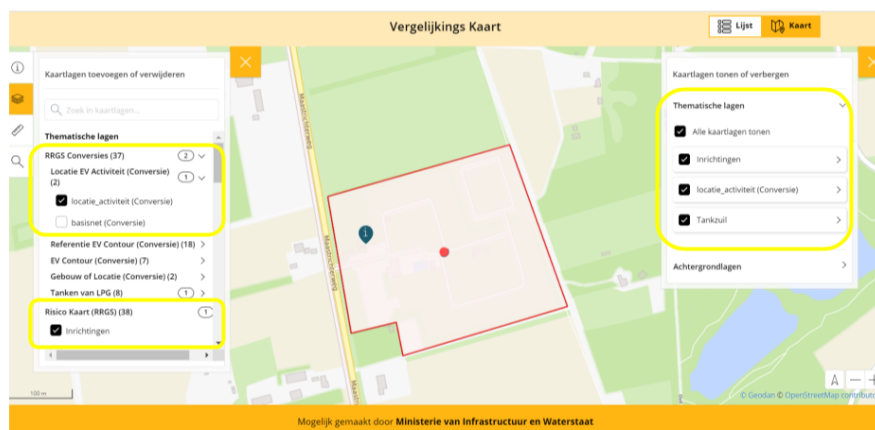 Vergelijkings Kaart
Lijst
Kaart
Kaartlagen toevoegen of verwijderen
Zoek in kaartlagen...
Thematische lagen
RRGS Conversies (37) 2
Locatie EV Activiteit (Conversie)
(2) 1
locatie_activiteit (Conversie)
basisnet (Conversie)
Referentie EV Contour (Conversie) (18)
EV Contour (Conversie) (7)
Gebouw of Locatie (Conversie) (2)
Tanken van LPG (8) 1
Risico Kaart (RRGS) (38) 1
Inrichtingen
100 m
Maastrichterweg
Maastrichterweg
Kaartlagen tonen of verbergen
Thematische lagen
Alle kaartlagen tonen
Inrichtingen
locatie_activiteit (Conversie)
Tankzuil
Achtergrondlagen
© Geodan © OpenStreetMap contributo
Mogelijk gemaakt door Ministerie van Infrastructuur en Waterstaat